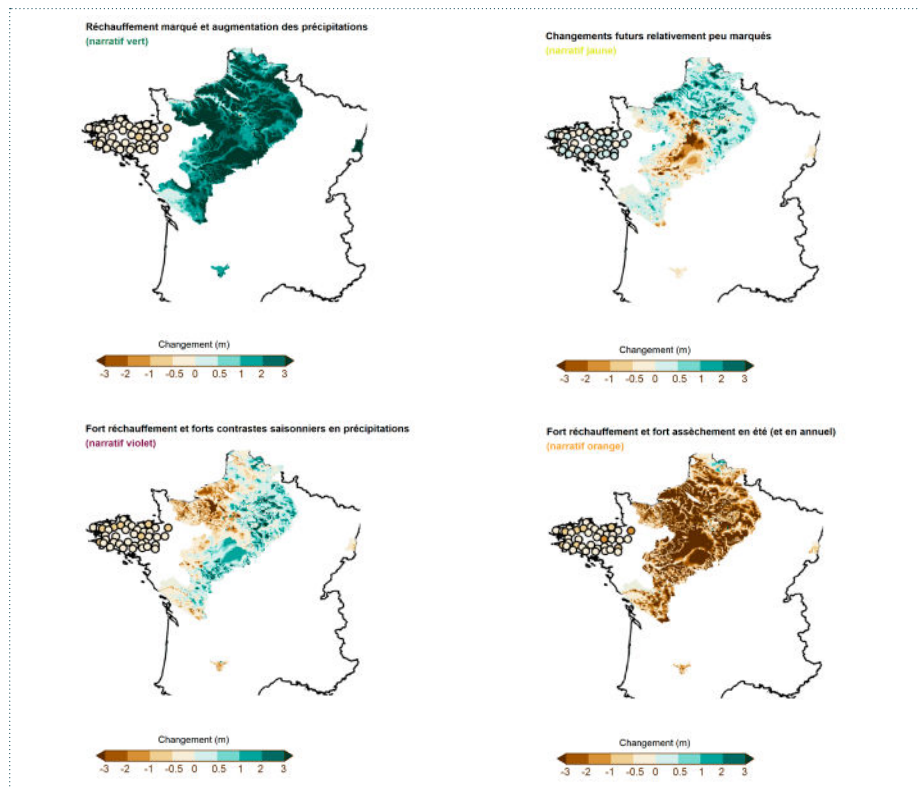 Réchauffement marqué et augmentation des précipitations
(narratif vert)
Changements futurs relativement peu marqués
(narratif jaune)
Changement (m)
-3 -2 -1 -0.5 0 0.5 1 2 3
Changement (m)
-3 -2 -1 -0.5 0 0.5 1 2 3
Fort réchauffement et forts contrastes saisonniers en précipitations
(narratif violet)
Fort réchauffement et fort assèchement en été (et en annuel)
(narratif orange)
Changement (m)
-3 -2 -1 -0.5 0 0.5 1 2 3
Changement (m)
-3 -2 -1 -0.5 0 0.5 1 2 3